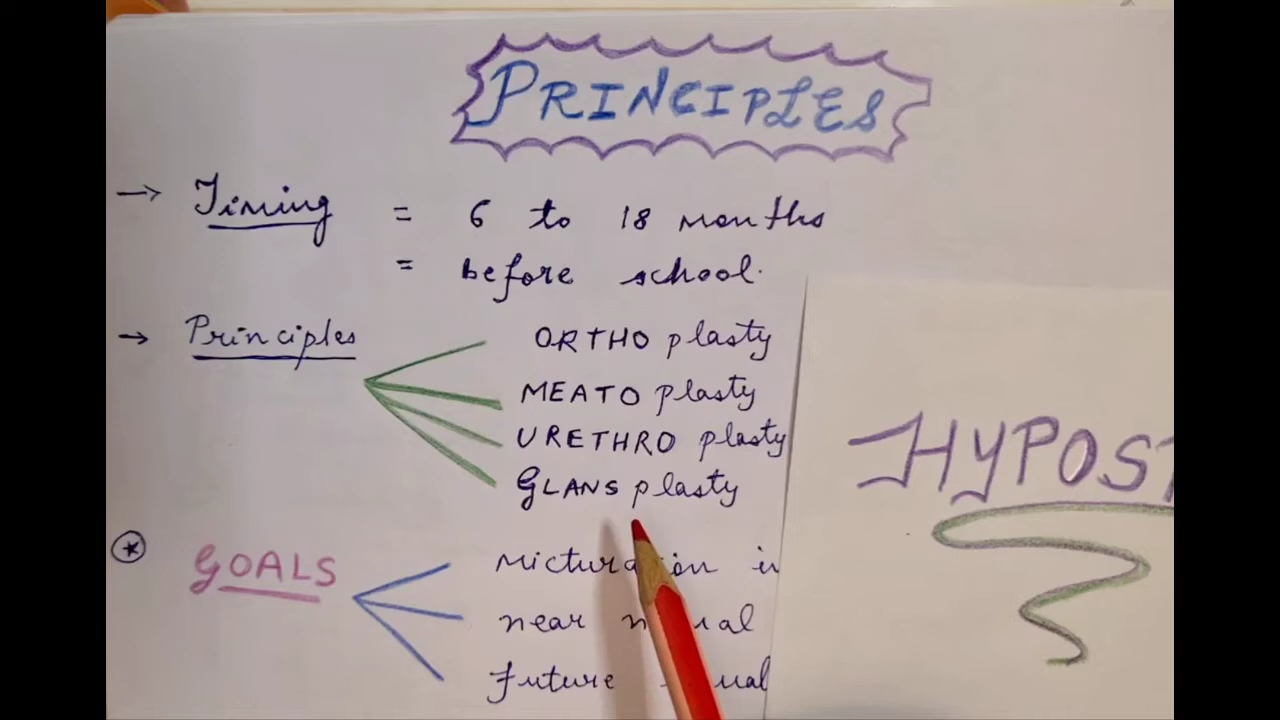 PRINCIPLES
→ Timing = 6 to 18 months
= before school.
→ Principles
ORTHO plasty
MEATO plasty
URETHRO plasty
GLANS plasty
GOALS
near
future
HYPOS